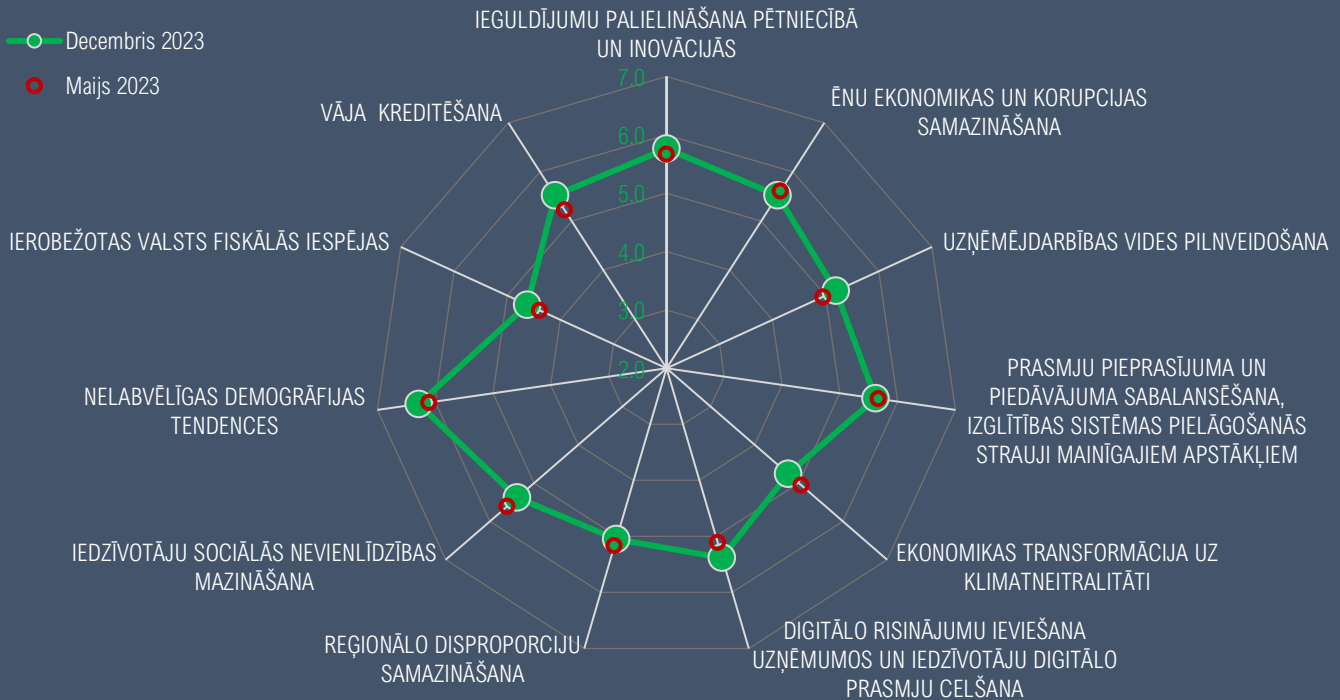 IEGULDĪJUMU PALIELINĀŠANA PĒTNIECĪBĀ
UN INOVĀCIJĀS
Decembris 2023
Maijs 2023
7.0
6.0
5.0
4.0
3.0
2.0
VĀJA KREDITĒŠANA
ĒNU EKONOMIKAS UN KORUPCIJAS
SAMAZINĀŠANA
IEROBEŽOTAS VALSTS FISKĀLĀS IESPĒJAS
UZŅĒMĒJDARBĪBAS VIDES PILNVEIDOŠANA
NELABVĒLĪGAS DEMOGRĀFIJAS
TENDENCES
PRASMJU PIEPRASĪJUMA UN
PIEDĀVĀJUMA SABALANSĒŠANA,
IZGLĪTĪBAS SISTĒMAS PIELĀGOŠANĀS
STRAUJI MAINĪGAJIEM APSTĀKĻIEM
IEDZĪVOTĀJU SOCIĀLĀS NEVIENLĪDZĪBAS
MAZINĀŠANA
EKONOMIKAS TRANSFORMĀCIJA UZ
KLIMATNEITRALITĀTI
REĢIONĀLO DISPROPORCIJU
SAMAZINĀŠANA
DIGITĀLO RISINĀJUMU IEVIEŠANA
UZŅĒMUMOS UN IEDZĪVOTĀJU DIGITĀLO
PRASMJU CELŠANA